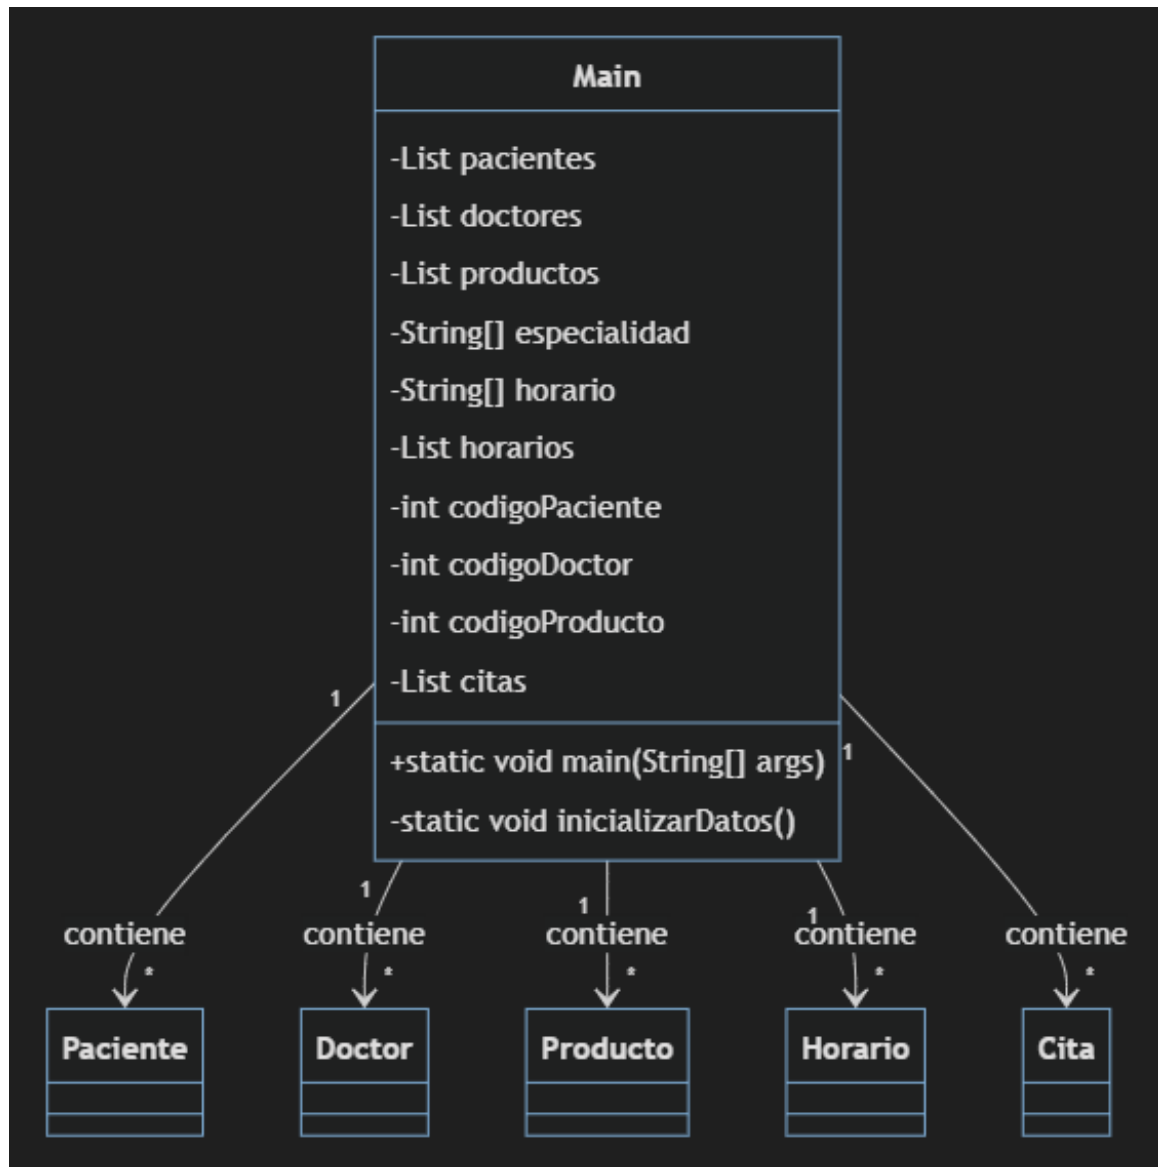 Main
-List pacientes
-List doctores
-List productos
-String[] especialidad
-String[] horario
-List horarios
-int codigoPaciente
-int codigoDoctor
-int codigoProducto
-List citas
+static void main(String[] args)
-static void inicializarDatos()
1 1 1 1 1
contiene contiene contiene contiene contiene
* * * * *
Paciente Doctor Producto Horario Cita